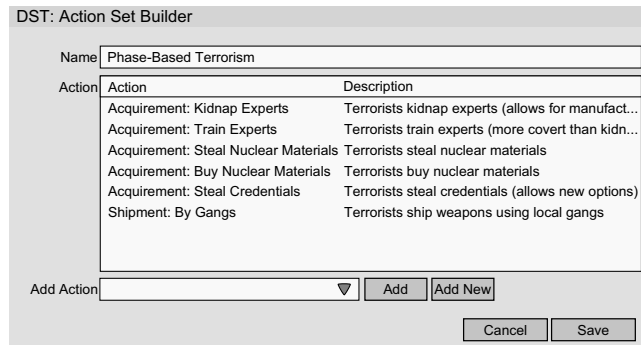 DST: Action Set Builder
Name Phase-Based Terrorism
Action Action Description
Acquirement: Kidnap Experts Terrorists kidnap experts (allows for manufact...
Acquirement: Train Experts Terrorists train experts (more covert than kidn...
Acquirement: Steal Nuclear Materials Terrorists steal nuclear materials
Acquirement: Buy Nuclear Materials Terrorists buy nuclear materials
Acquirement: Steal Credentials Terrorists steal credentials (allows new options)
Shipment: By Gangs Terrorists ship weapons using local gangs
Add Action Add Add New
Cancel Save